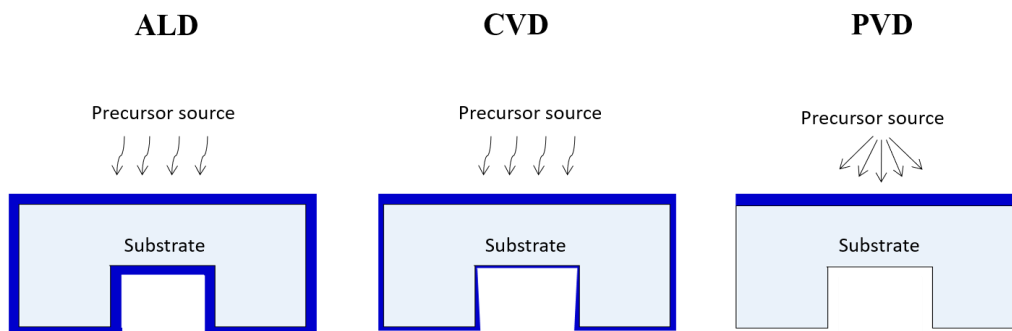 ALD
CVD
PVD
Precursor source
Precursor source
Precursor source
Substrate
Substrate
Substrate